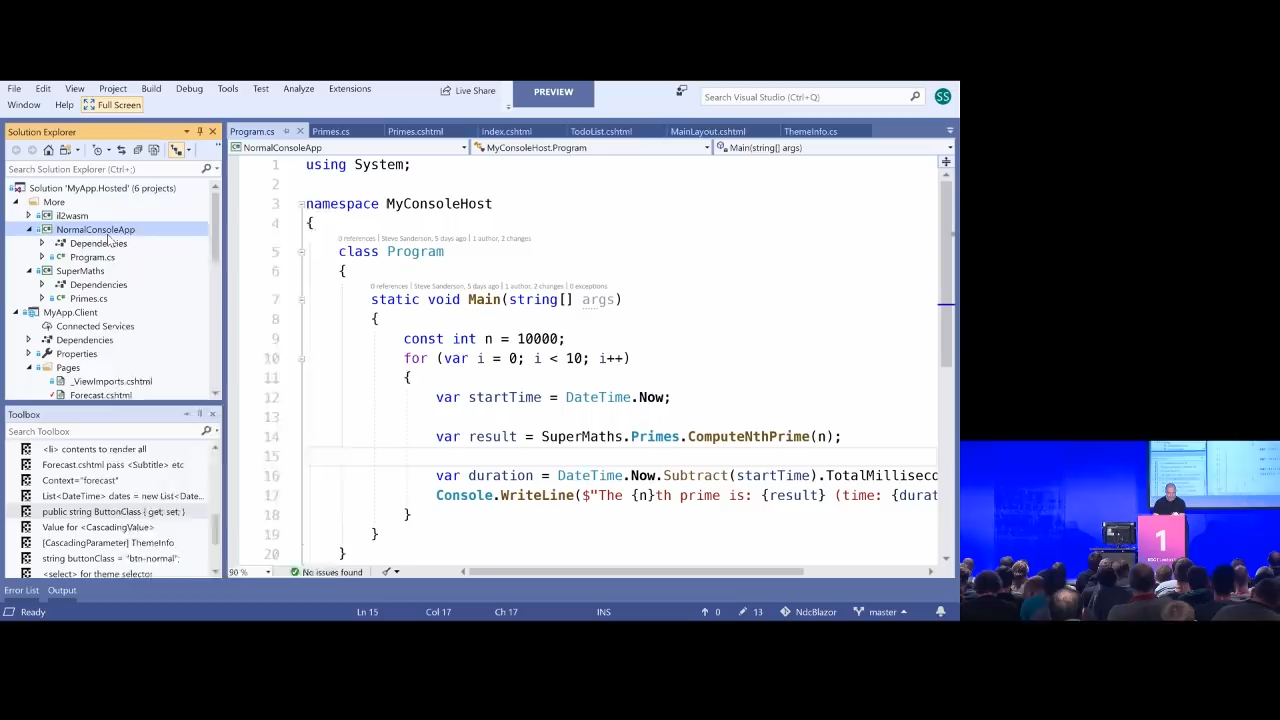 File Edit View Project Build Debug Tools Test Analyze Extensions
Live Share
PREVIEW
Search Visual Studio (Ctrl+Q)
SS
Window Help Full Screen
Solution Explorer
Search Solution Explorer (Ctrl+;)
Solution 'MyApp.Hosted' (6 projects)
More
il2wasm
NormalConsoleApp
Dependencies
Program.cs
SuperMaths
Dependencies
Primes.cs
MyApp.Client
Connected Services
Dependencies
Properties
Pages
_ViewImports.cshtml
Forecast.cshtml
Toolbox
Search Toolbox
<li> contents to render all
Forecast.cshtml pass <Subtitle> etc
Context="forecast"
List<DateTime> dates = new List<Date...
public string ButtonClass { get; set; }
Value for <CascadingValue>
[CascadingParameter] ThemeInfo
string buttonClass = "btn-normal";
<select> for theme selector
Program.cs Primes.cs Primes.cshtml Index.cshtml TodoList.cshtml MainLayout.cshtml ThemeInfo.cs
NormalConsoleApp MyConsoleHost.Program Main(string[] args)
1 using System;
2
3 namespace MyConsoleHost
4 {
0 references | Steve Sanderson, 5 days ago | 1 author, 2 changes
5 class Program
6 {
0 references | Steve Sanderson, 5 days ago | 1 author, 2 changes | 0 exceptions
7 static void Main(string[] args)
8 {
9 const int n = 10000;
10 for (var i = 0; i < 10; i++)
11 {
12 var startTime = DateTime.Now;
13
14 var result = SuperMaths.Primes.ComputeNthPrime(n);
15
16 var duration = DateTime.Now.Subtract(startTime).TotalMillisec
17 Console.WriteLine($"The {n}th prime is: {result} (time: {durat
18 }
19 }
20 }
90 % No issues found
Error List Output
Ready Ln 15 Col 17 Ch 17 INS 0 13 NdcBlazor master
1